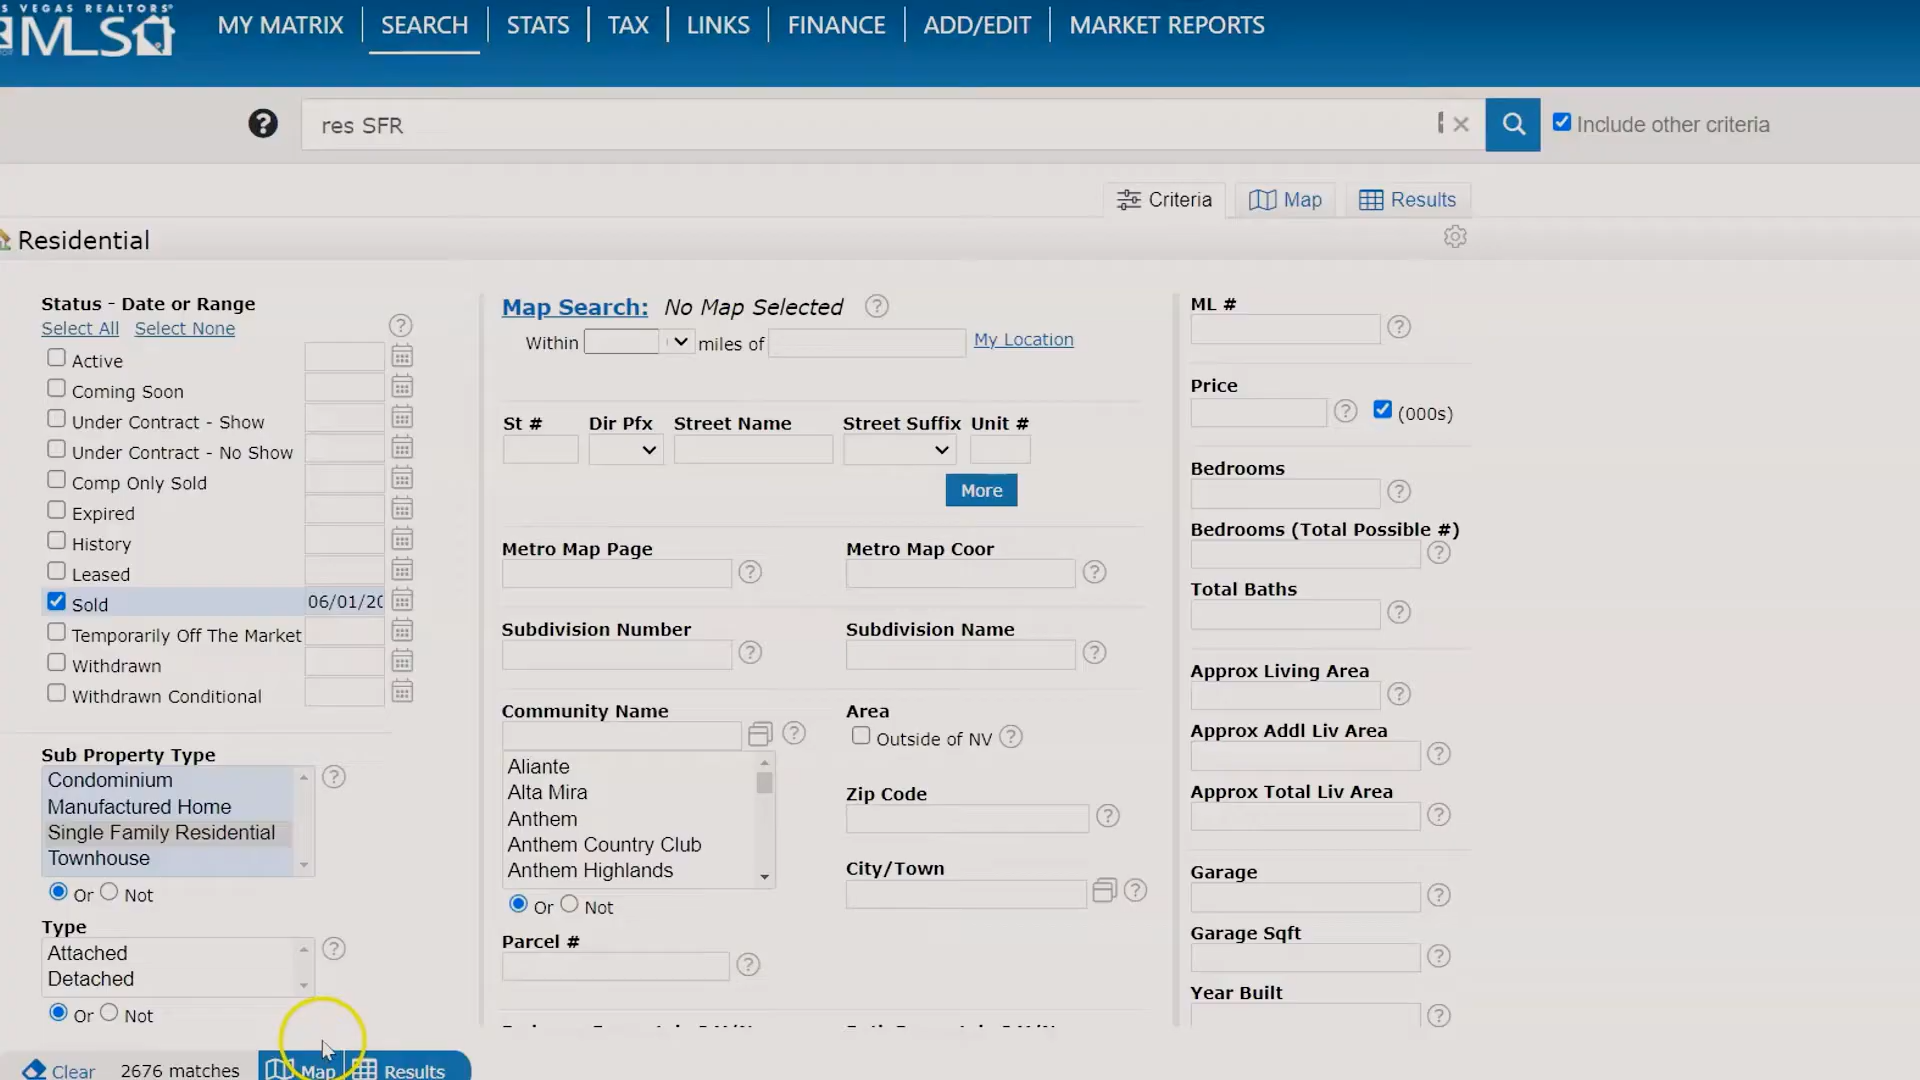 S VEGAS REALTORS®
MLS
MY MATRIX
SEARCH
STATS
TAX
LINKS
FINANCE
ADD/EDIT
MARKET REPORTS
res SFR
Include other criteria
Criteria
Map
Results
Residential
Status - Date or Range
Select All Select None
Active
Coming Soon
Under Contract - Show
Under Contract - No Show
Comp Only Sold
Expired
History
Leased
Sold 06/01/20
Temporarily Off The Market
Withdrawn
Withdrawn Conditional
Sub Property Type
Condominium
Manufactured Home
Single Family Residential
Townhouse
Or Not
Type
Attached
Detached
Or Not
Map Search: No Map Selected
Within miles of My Location
St # Dir Pfx Street Name Street Suffix Unit #
More
Metro Map Page Metro Map Coor
Subdivision Number Subdivision Name
Community Name
Aliante
Alta Mira
Anthem
Anthem Country Club
Anthem Highlands
Or Not
Parcel #
Area
Outside of NV
Zip Code
City/Town
ML #
Price
(000s)
Bedrooms
Bedrooms (Total Possible #)
Total Baths
Approx Living Area
Approx Addl Liv Area
Approx Total Liv Area
Garage
Garage Sqft
Year Built
Clear 2676 matches Map Results